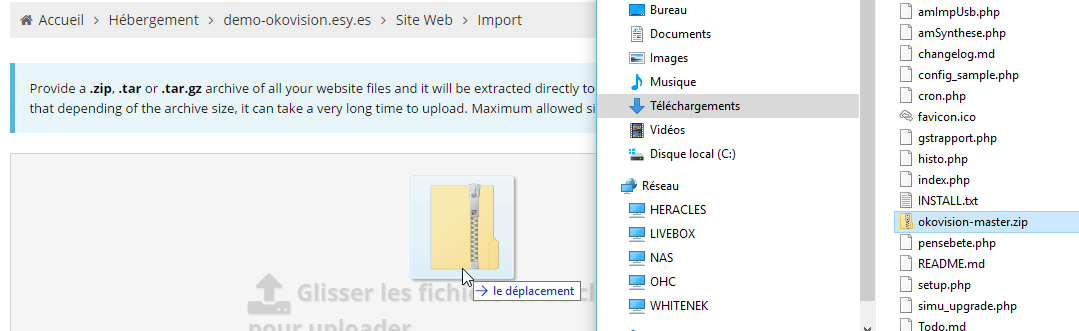 Accueil > Hébergement > demo-okovision.esy.es > Site Web > Import
Provide a .zip, .tar or .tar.gz archive of all your website files and it will be extracted directly to
that depending of the archive size, it can take a very long time to upload. Maximum allowed si
Glisser les fichie
cl
pour uploader
le déplacement
Bureau
Documents
Images
Musique
Téléchargements
Vidéos
Disque local (C:)
Réseau
HERACLES
LIVEBOX
NAS
OHC
WHITENEK
amImpUsb.php
amSynthese.php
changelog.md
config_sample.php
cron.php
favicon.ico
gstrapport.php
histo.php
index.php
INSTALL.txt
okovision-master.zip
pensebete.php
README.md
setup.php
simu_upgrade.php
Todo.md